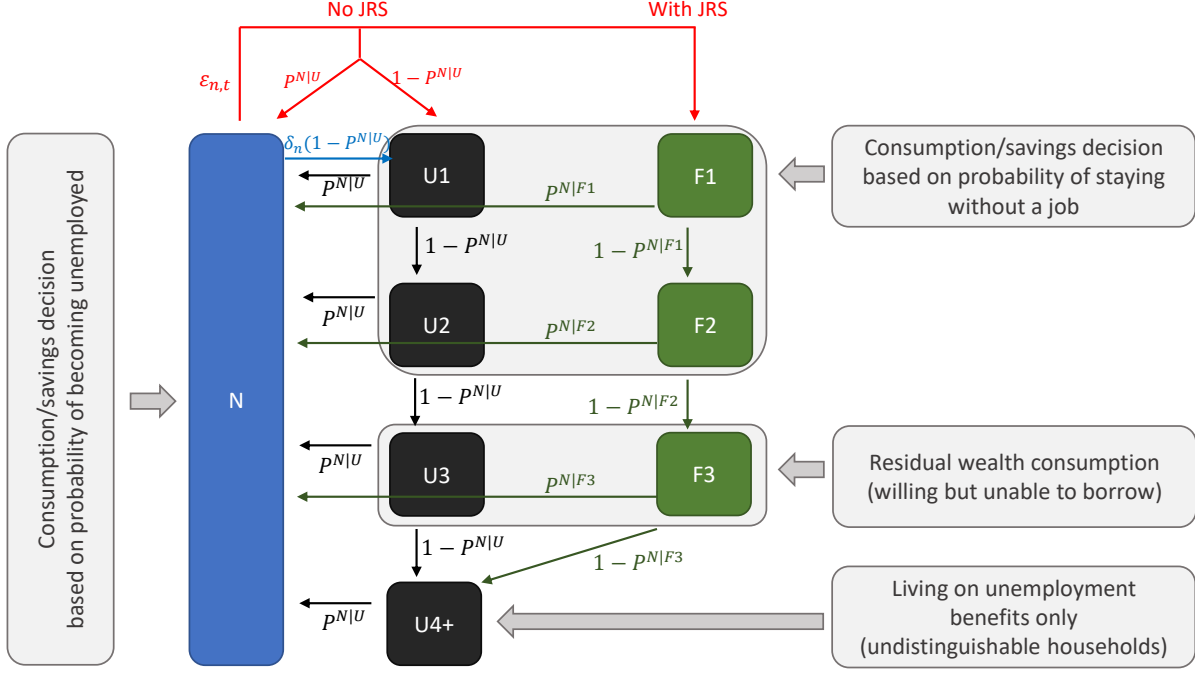 No JRS
With JRS
ε_{n,t}
P^{N|U}
1 − P^{N|U}
Consumption/savings decision
based on probability of becoming unemployed
N
δ_n(1 − P^{N|U})
P^{N|U}
U1
P^{N|F1}
F1
Consumption/savings decision
based on probability of staying
without a job
1 − P^{N|U}
1 − P^{N|F1}
P^{N|U}
U2
P^{N|F2}
F2
1 − P^{N|U}
1 − P^{N|F2}
P^{N|U}
U3
P^{N|F3}
F3
Residual wealth consumption
(willing but unable to borrow)
1 − P^{N|U}
1 − P^{N|F3}
P^{N|U}
U4+
Living on unemployment
benefits only
(undistinguishable households)